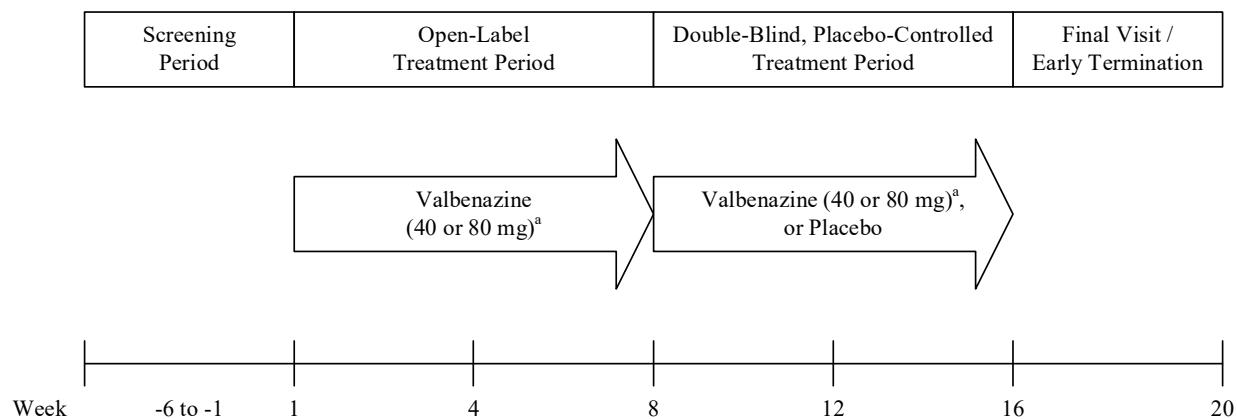 Screening
Period
Open-Label
Treatment Period
Double-Blind, Placebo-Controlled
Treatment Period
Final Visit /
Early Termination
Valbenazine
(40 or 80 mg)ᵃ
Valbenazine (40 or 80 mg)ᵃ,
or Placebo
Week -6 to -1 1 4 8 12 16 20